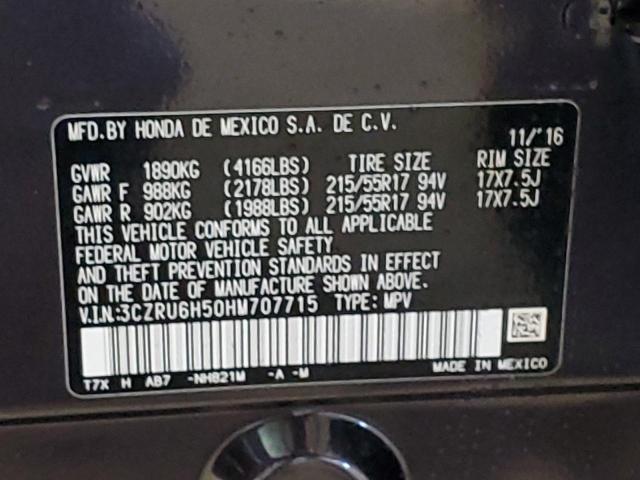 MFD.BY HONDA DE MEXICO S.A. DE C.V.
11/'16
GVWR 1890KG (4166LBS) TIRE SIZE RIM SIZE
GAWR F 988KG (2178LBS) 215/55R17 94V 17X7.5J
GAWR R 902KG (1988LBS) 215/55R17 94V 17X7.5J
THIS VEHICLE CONFORMS TO ALL APPLICABLE
FEDERAL MOTOR VEHICLE SAFETY
AND THEFT PREVENTION STANDARDS IN EFFECT
ON THE DATE OF MANUFACTURE SHOWN ABOVE.
V.I.N:3CZRU6H50HM707715 TYPE: MPV
T7X H AB7 -NH821M -A -M MADE IN MEXICO